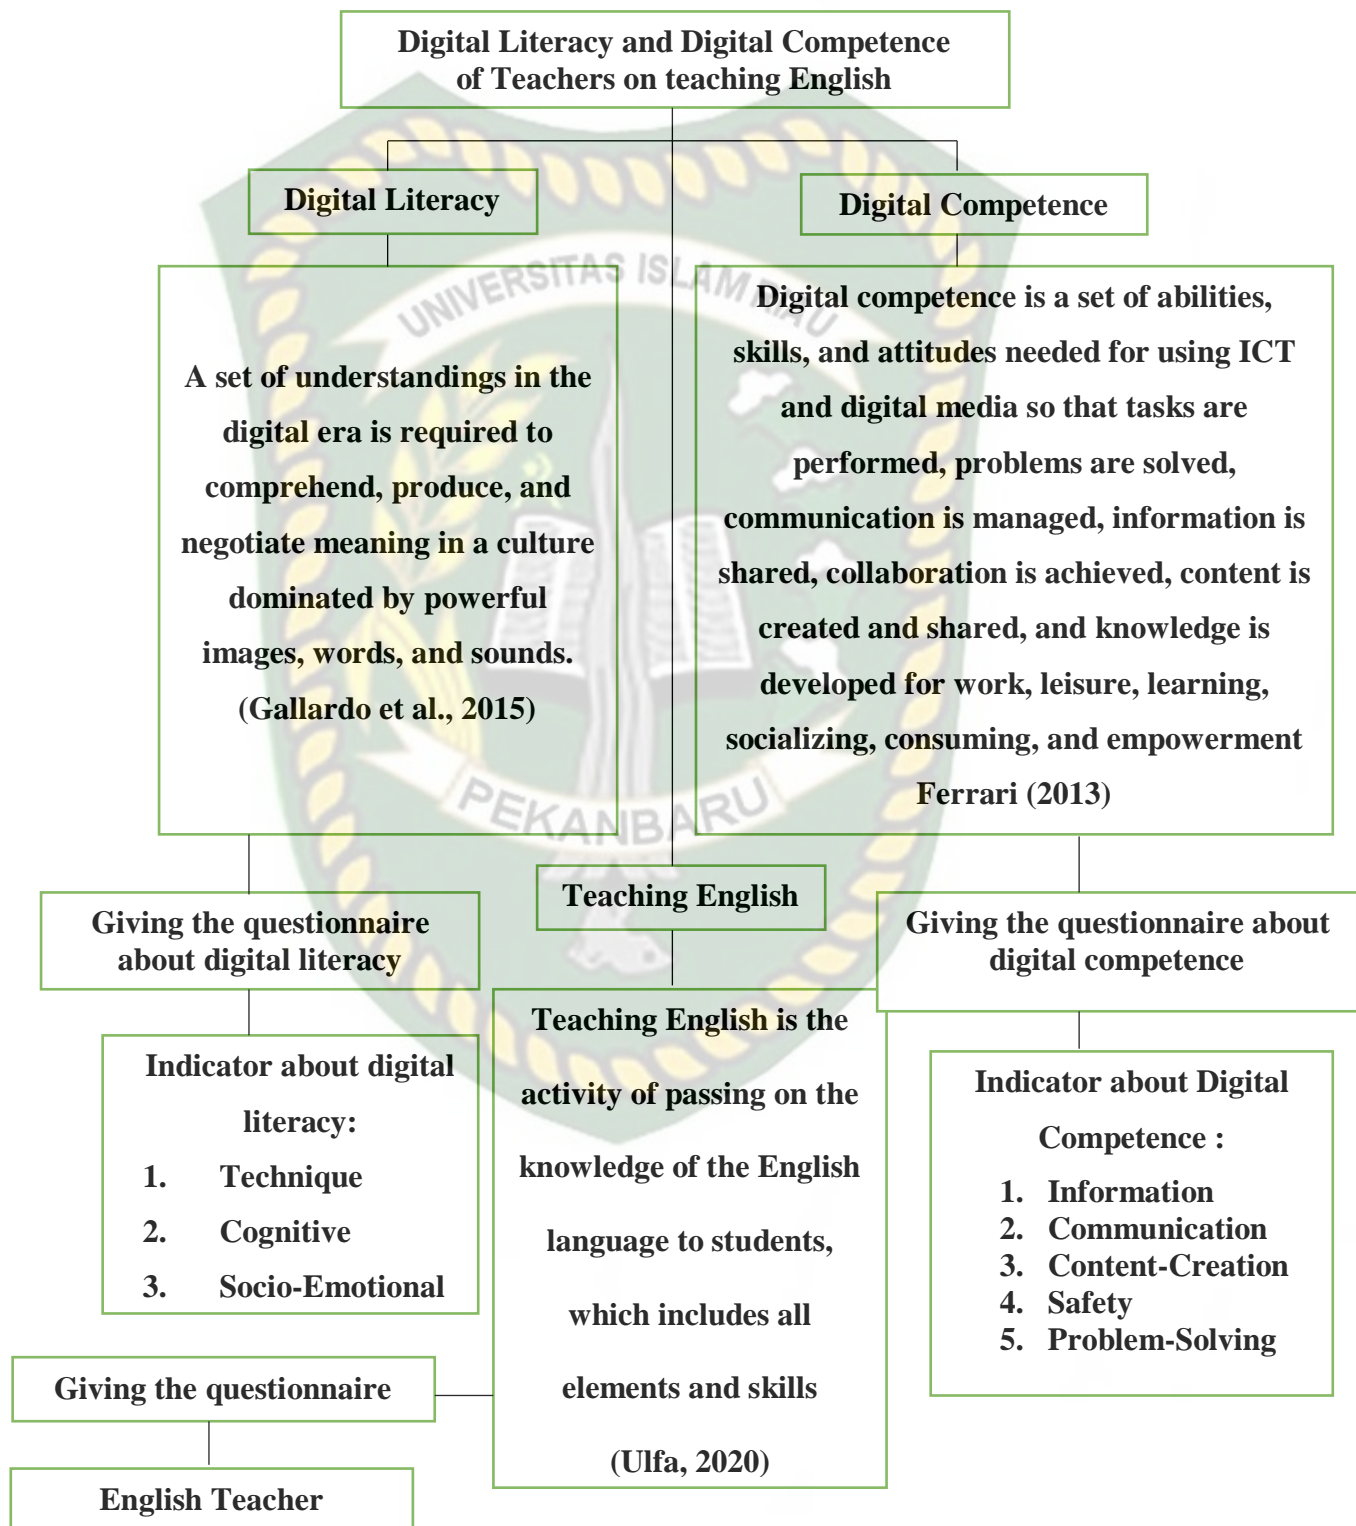 Digital Literacy and Digital Competence
of Teachers on teaching English
Digital Literacy
Digital Competence
UNIVERSITAS ISLAM RIAU
A set of understandings in the
digital era is required to
comprehend, produce, and
negotiate meaning in a culture
dominated by powerful
images, words, and sounds.
(Gallardo et al., 2015)
Digital competence is a set of abilities,
skills, and attitudes needed for using ICT
and digital media so that tasks are
performed, problems are solved,
communication is managed, information is
shared, collaboration is achieved, content is
created and shared, and knowledge is
developed for work, leisure, learning,
socializing, consuming, and empowerment
Ferrari (2013)
PEKANBARU
Giving the questionnaire
about digital literacy
Teaching English
Giving the questionnaire about
digital competence
Indicator about digital
literacy:
1. Technique
2. Cognitive
3. Socio-Emotional
Teaching English is the
activity of passing on the
knowledge of the English
language to students,
which includes all
elements and skills
(Ulfa, 2020)
Indicator about Digital
Competence :
1. Information
2. Communication
3. Content-Creation
4. Safety
5. Problem-Solving
Giving the questionnaire
English Teacher